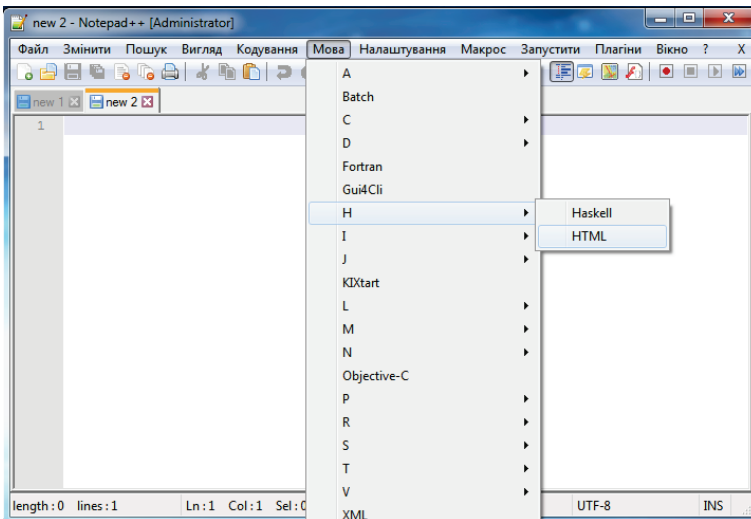 new 2 - Notepad++ [Administrator]
Файл Змінити Пошук Вигляд Кодування Мова Налаштування Макрос Запустити Плагіни Вікно ? X
new 1 new 2
1
A
Batch
C
D
Fortran
Gui4Cli
H
Haskell
I
HTML
J
KIXtart
L
M
N
Objective-C
P
R
S
T
V
XML
length : 0 lines : 1 Ln : 1 Col : 1 Sel : UTF-8 INS